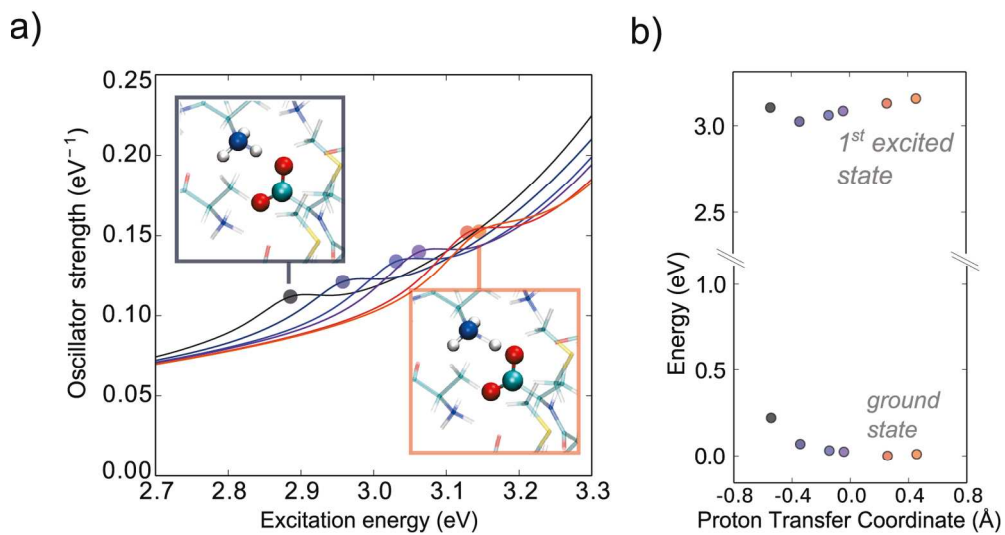 a)
b)
0.25
0.20
0.15
0.10
0.05
0.00
Oscillator strength (eV⁻¹)
2.7 2.8 2.9 3.0 3.1 3.2 3.3
Excitation energy (eV)
3.0
2.5
1.0
0.5
0.0
Energy (eV)
1st excited
state
ground
state
-0.8 -0.4 0.0 0.4 0.8
Proton Transfer Coordinate (Å)